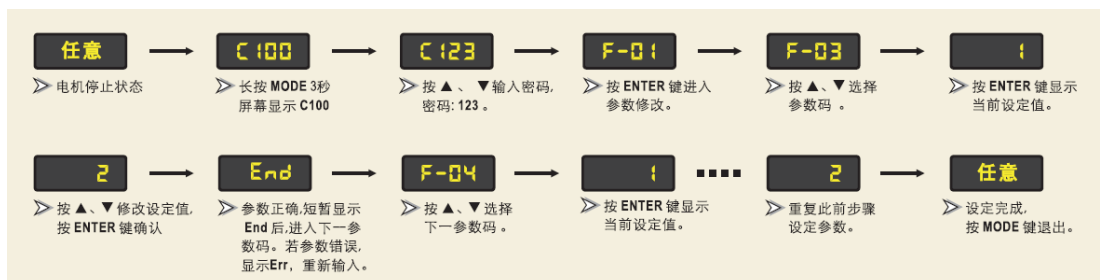 任意
C100
C123
F-01
F-03
1
电机停止状态
长按 MODE 3秒
屏幕显示 C100
按 ▲ 、 ▼输入密码,
密码: 123 。
按 ENTER 键进入
参数修改。
按 ▲、▼ 选择
参数码 。
按 ENTER 键显示
当前设定值。
2
End
F-04
1
2
任意
按 ▲、▼ 修改设定值,
按 ENTER 键确认
参数正确,短暂显示
End 后,进入下一参
数码。若参数错误,
显示Err，重新输入。
按 ▲、▼ 选择
下一参数码 。
按 ENTER 键显示
当前设定值。
重复此前步骤
设定参数。
设定完成,
按 MODE 键退出。